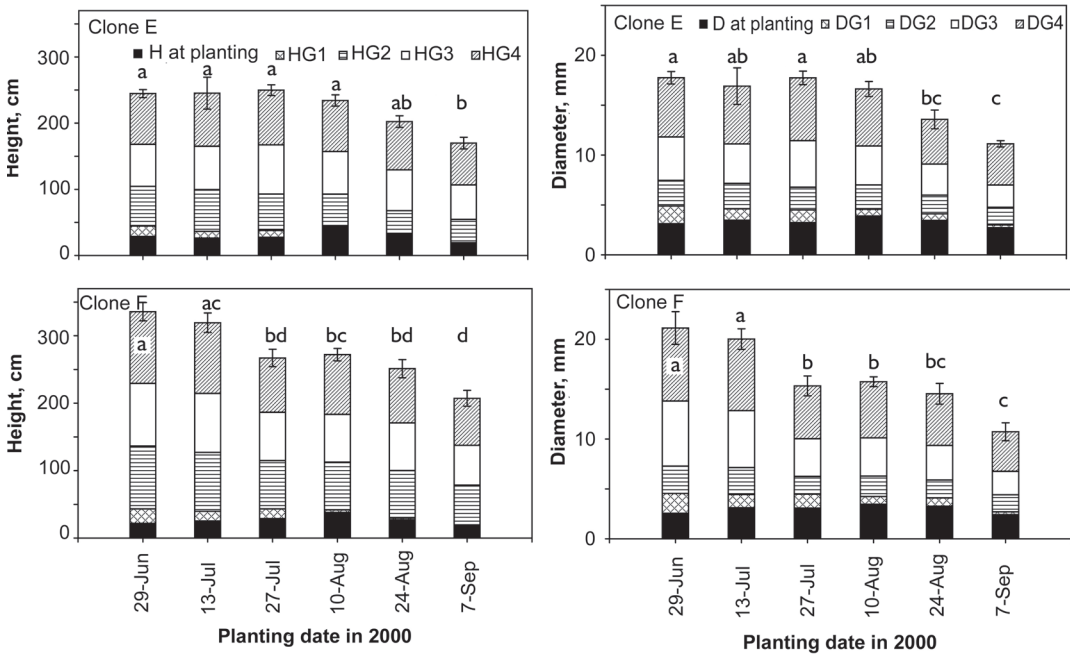 Clone E
H at planting HG1 HG2 HG3 HG4
300
200
100
0
Height, cm
a a a a ab b
Clone E D at planting DG1 DG2 DG3 DG4
20
10
0
Diameter, mm
a ab a ab bc c
Clone F
300
200
100
0
Height, cm
a ac bd bc bd d
29-Jun 13-Jul 27-Jul 10-Aug 24-Aug 7-Sep
Planting date in 2000
Clone F
20
10
0
Diameter, mm
a a b b bc c
29-Jun 13-Jul 27-Jul 10-Aug 24-Aug 7-Sep
Planting date in 2000